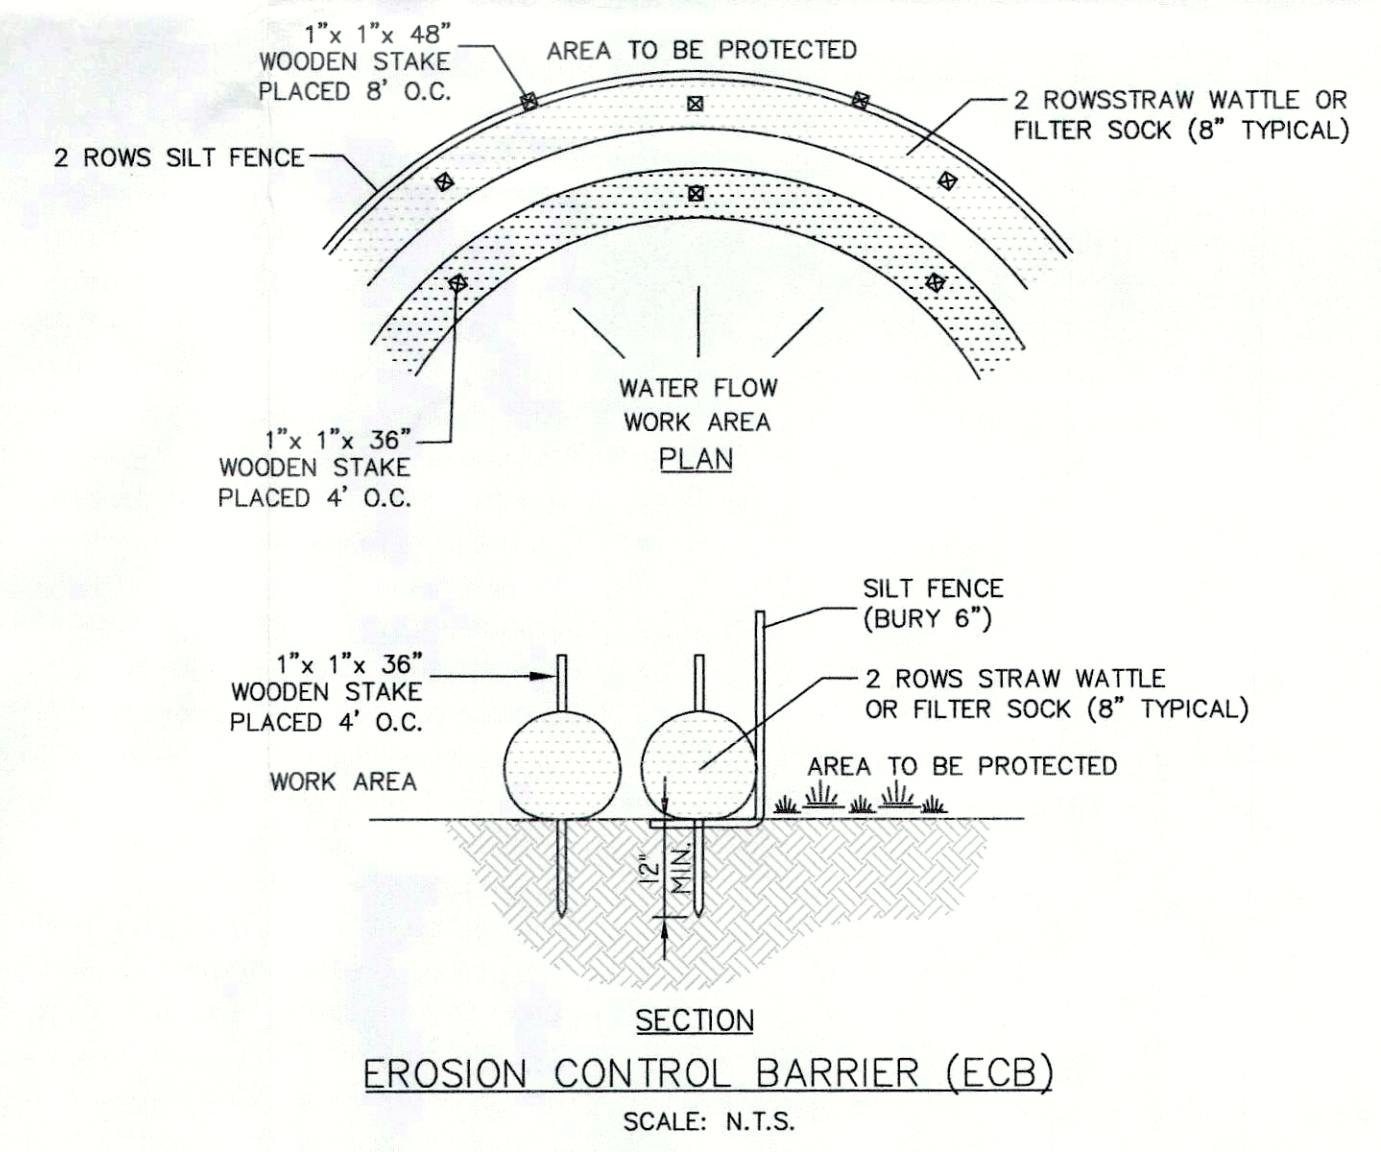 1"x 1"x 48"
WOODEN STAKE
PLACED 8' O.C.
AREA TO BE PROTECTED
2 ROWSSTRAW WATTLE OR
FILTER SOCK (8" TYPICAL)
2 ROWS SILT FENCE
WATER FLOW
WORK AREA
PLAN
1"x 1"x 36"
WOODEN STAKE
PLACED 4' O.C.
SILT FENCE
(BURY 6")
1"x 1"x 36"
WOODEN STAKE
PLACED 4' O.C.
2 ROWS STRAW WATTLE
OR FILTER SOCK (8" TYPICAL)
WORK AREA
AREA TO BE PROTECTED
12"
MIN.
SECTION
EROSION CONTROL BARRIER (ECB)
SCALE: N.T.S.